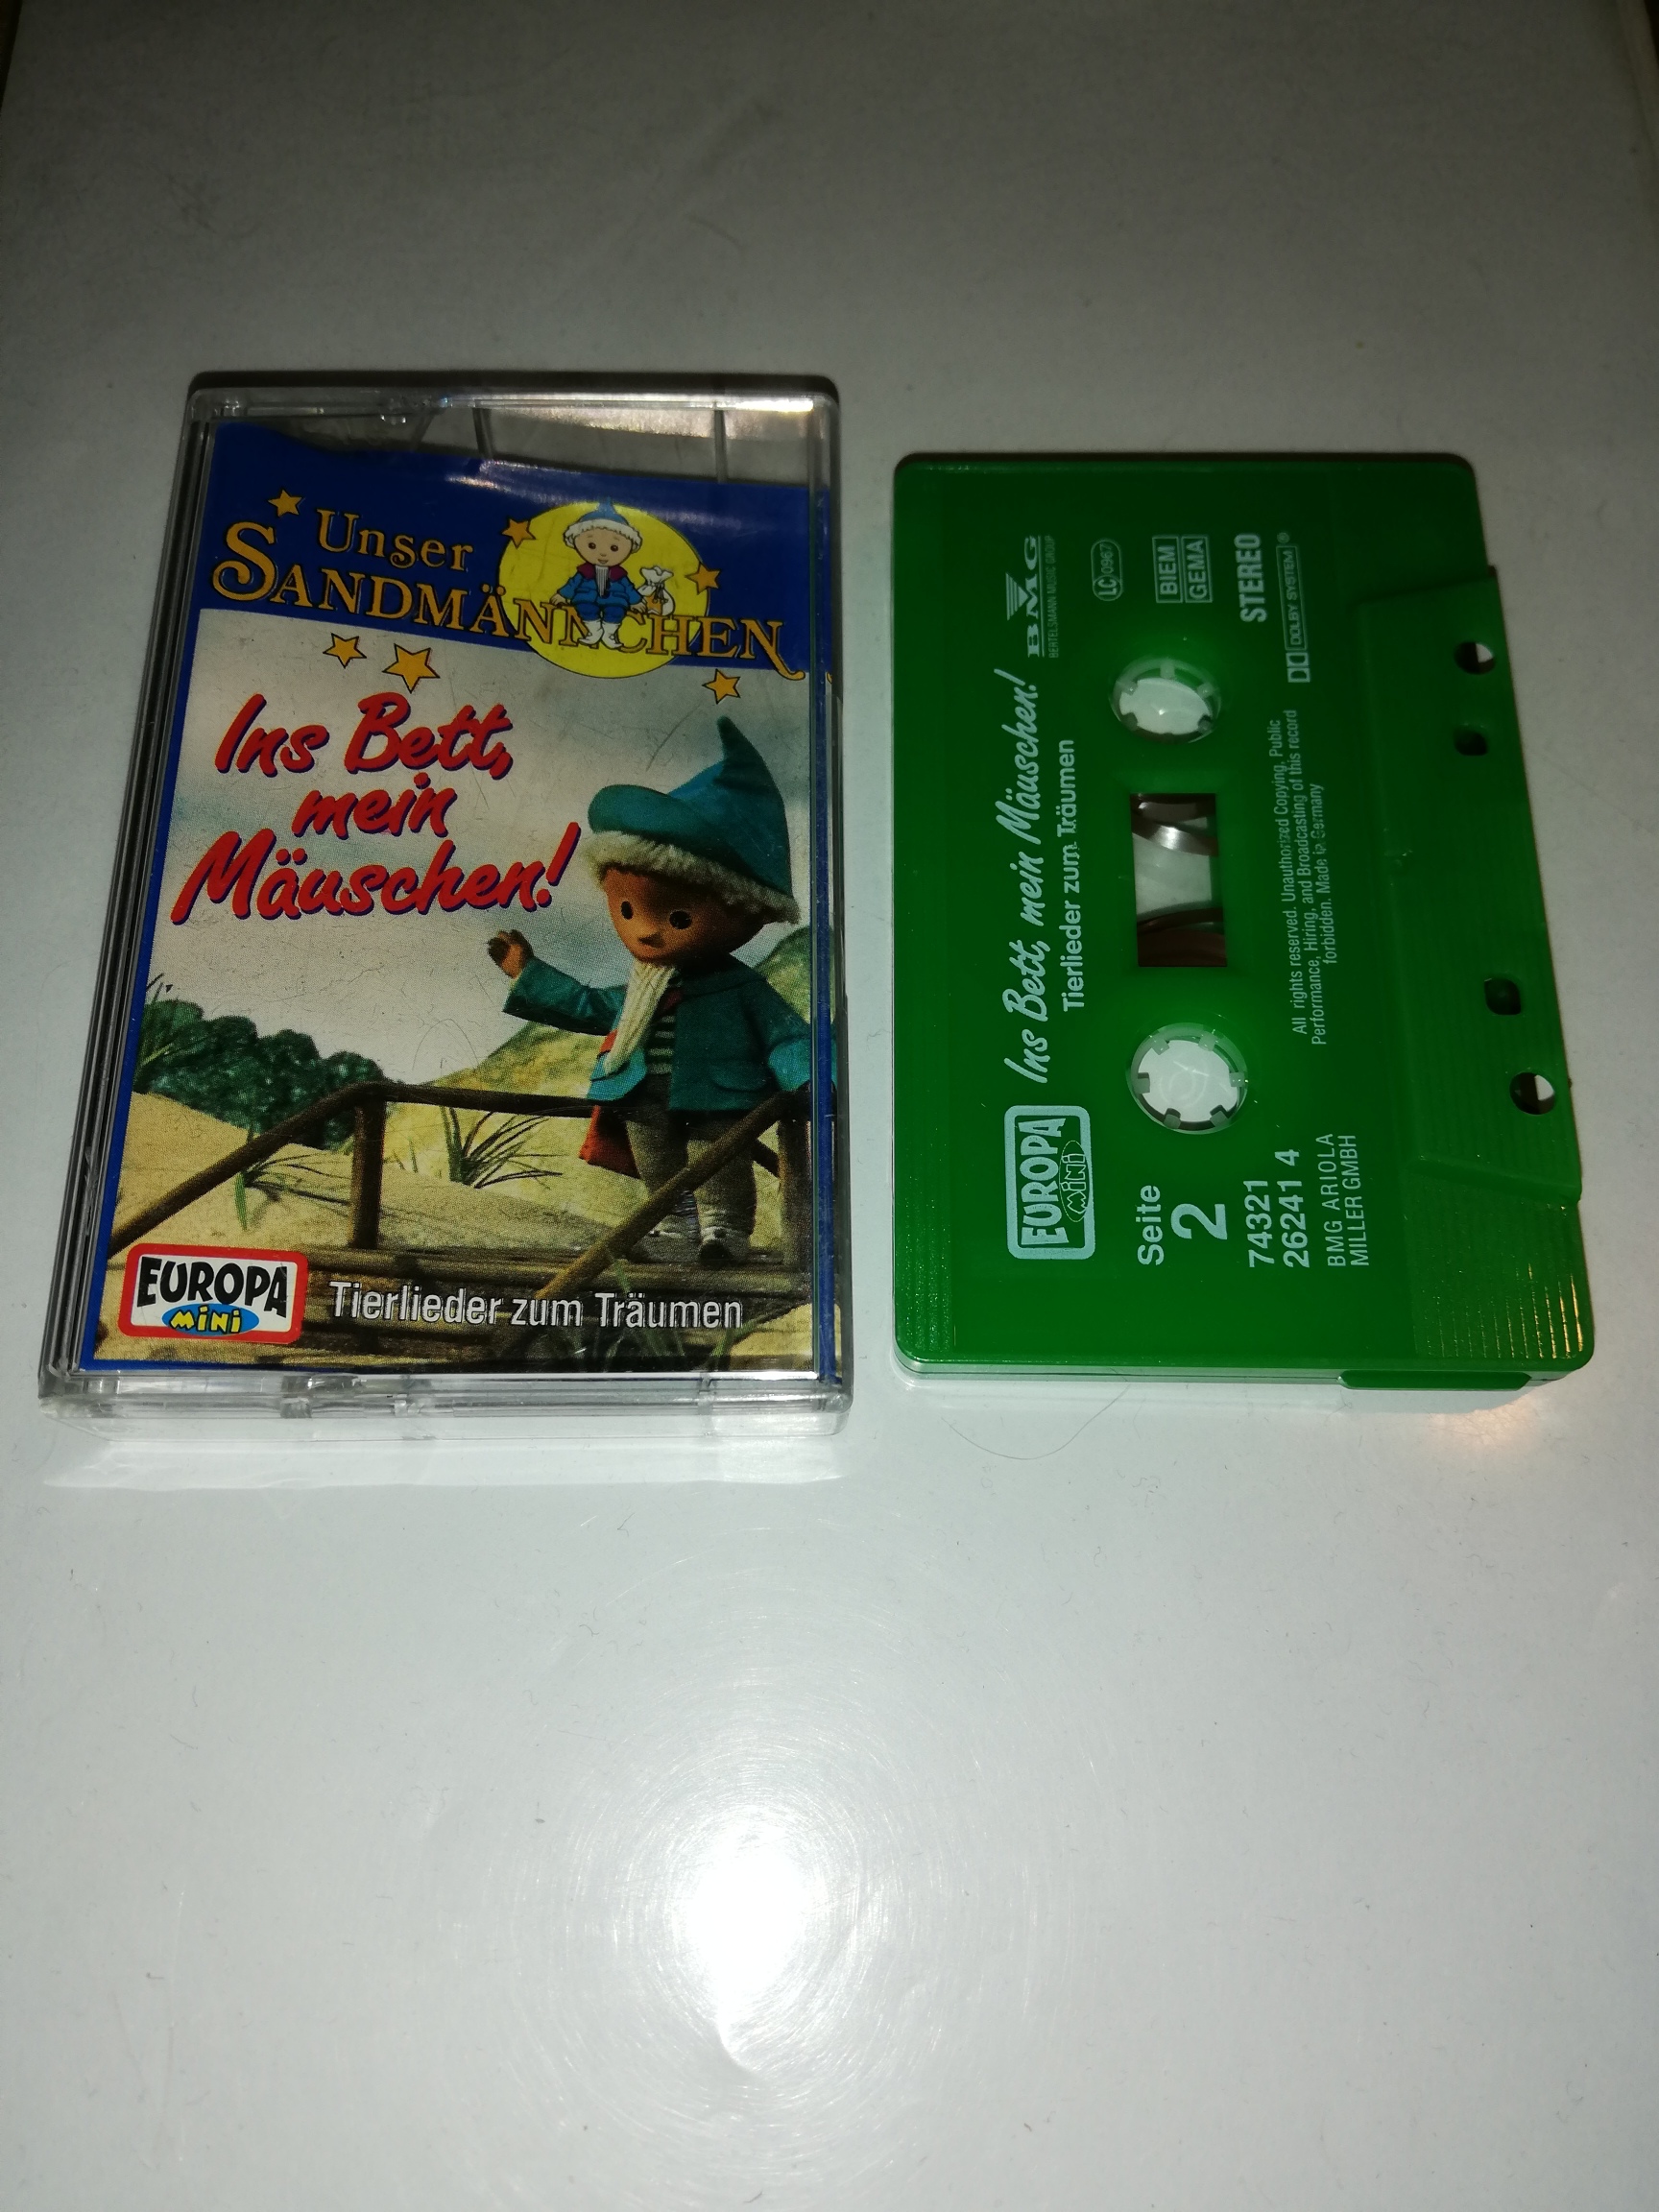 Unser
SANDMÄNNCHEN
Ins Bett,
mein
Mäuschen!
EUROPA
MINI
Tierlieder zum Träumen
EUROPA
MINI
Ins Bett, mein Mäuschen!
Tierlieder zum Träumen
BMG
BERTELSMANN MUSIC GROUP
LC 0967
BIEM
GEMA
STEREO
DOLBY SYSTEM®
Seite
2
74321
26241 4
BMG ARIOLA
MILLER GMBH
All rights reserved. Unauthorized Copying, Public
Performance, Hiring, and Broadcasting of this record
forbidden. Made in Germany